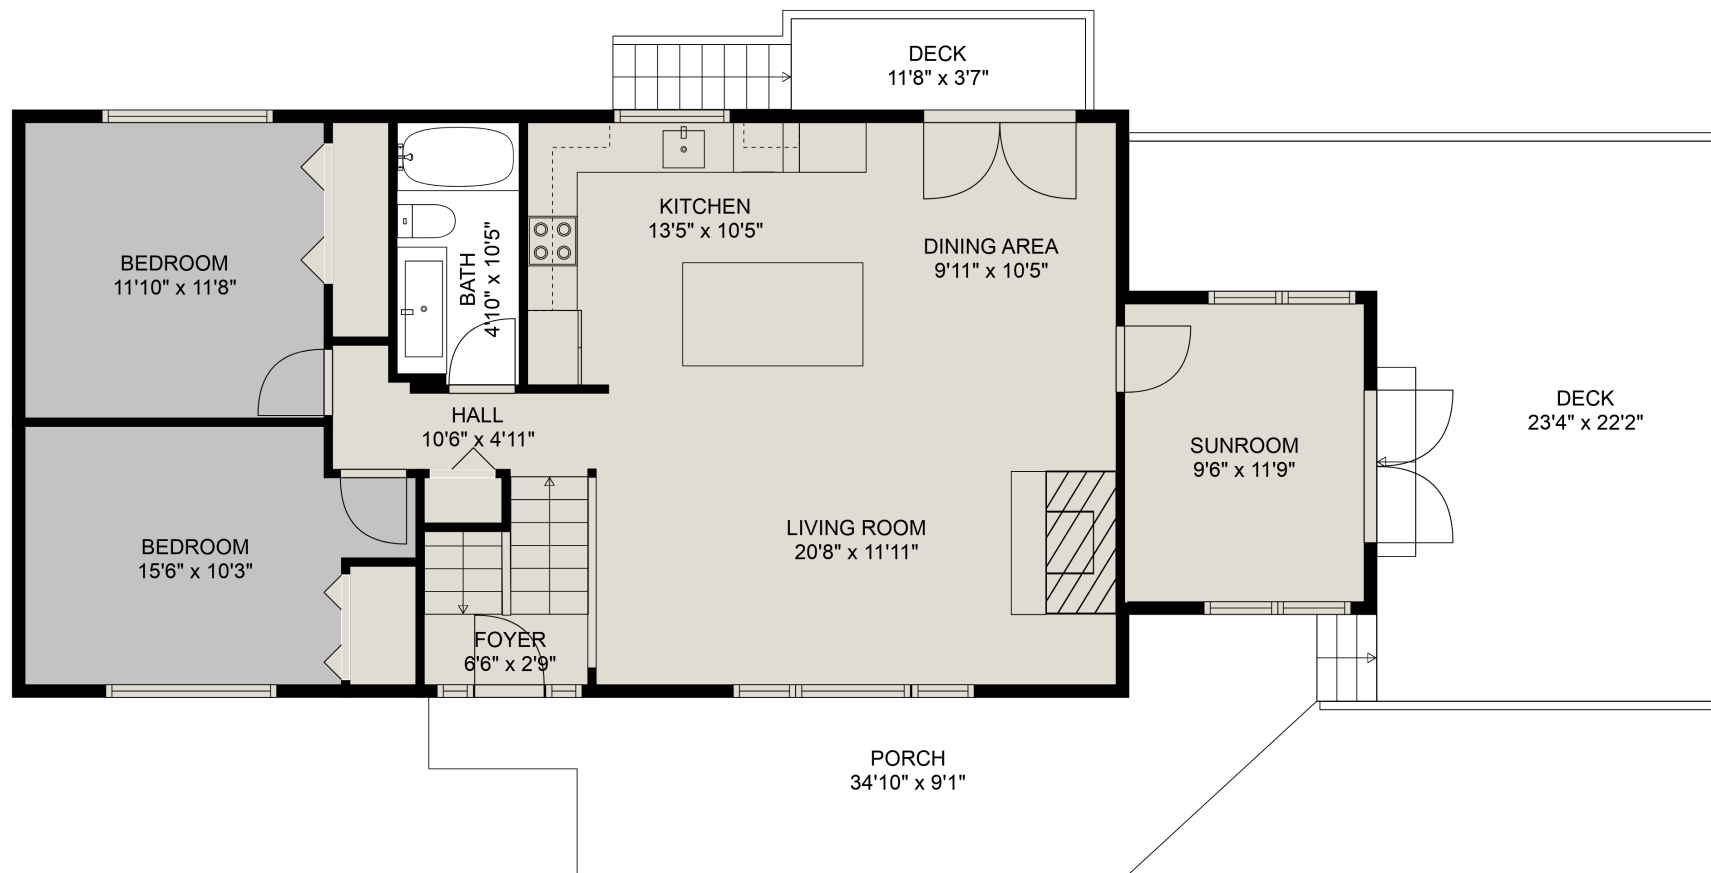 DECK
11'8" x 3'7"
KITCHEN
13'5" x 10'5"
DINING AREA
9'11" x 10'5"
BEDROOM
11'10" x 11'8"
BATH
4'10" x 10'5"
HALL
10'6" x 4'11"
SUNROOM
9'6" x 11'9"
DECK
23'4" x 22'2"
LIVING ROOM
20'8" x 11'11"
BEDROOM
15'6" x 10'3"
FOYER
6'6" x 2'9"
PORCH
34'10" x 9'1"